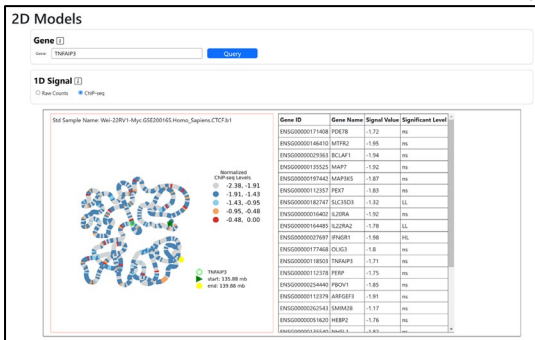 2D Models
Gene i
Gene TNFAIP3 Query
1D Signal i
Raw Counts ChIP-seq
Std Sample Name: Wei-22RV1-Myc.GSE200165.Homo_Sapiens.CTCF.b1
Normalized
ChIP-seq Levels
-2.38, -1.91
-1.91, -1.43
-1.43, -0.95
-0.95, -0.48
-0.48, 0.00
TNFAIP3
start: 135.88 mb
end: 139.88 mb
Gene ID Gene Name Signal Value Significant Level
ENSG00000171408 PDE7B -1.72 ns
ENSG00000146410 MTFR2 -1.95 ns
ENSG00000029363 BCLAF1 -1.94 ns
ENSG00000135525 MAP7 -1.92 ns
ENSG00000197442 MAP3K5 -1.87 ns
ENSG00000112357 PEX7 -1.83 ns
ENSG00000182747 SLC35D3 -1.32 LL
ENSG00000016402 IL20RA -1.92 ns
ENSG00000164485 IL22RA2 -1.78 LL
ENSG00000027697 IFNGR1 -1.98 HL
ENSG00000177468 OLIG3 -1.8 ns
ENSG00000118503 TNFAIP3 -1.71 ns
ENSG00000112378 PERP -1.75 ns
ENSG00000254440 PBOV1 -1.85 ns
ENSG00000112379 ARFGEF3 -1.91 ns
ENSG00000262543 SMIM28 -1.17 ns
ENSG00000051620 HEBP2 -1.76 ns